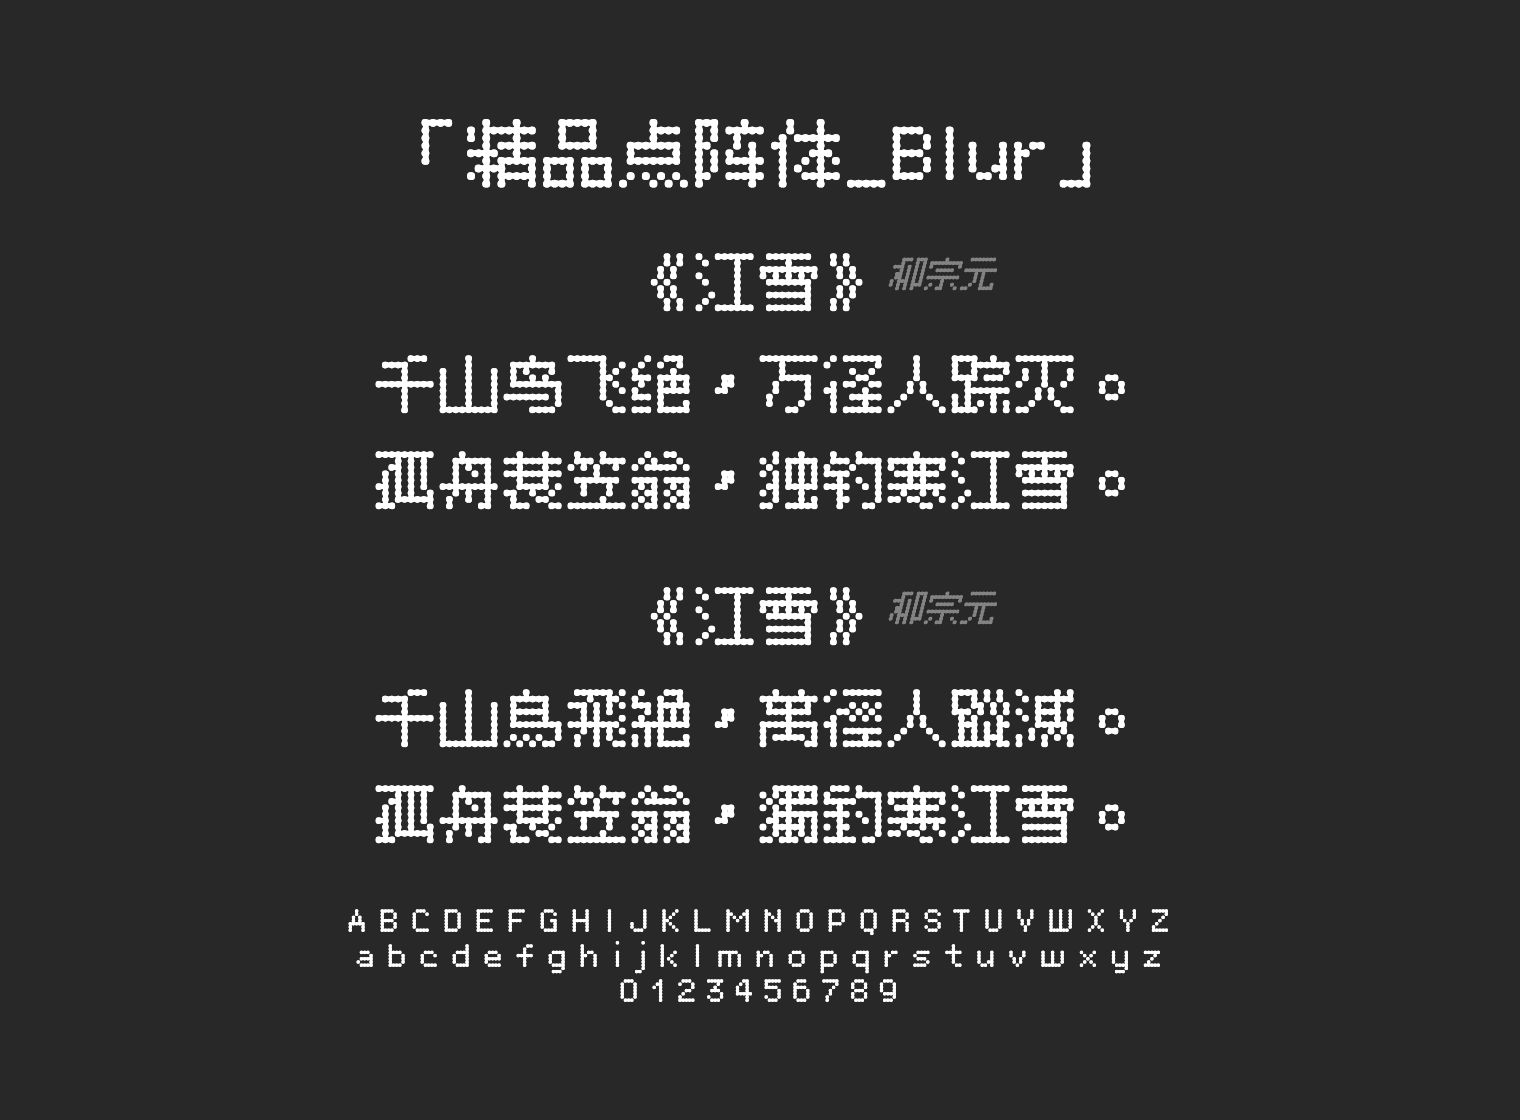 「精品点阵体_Blur」
《江雪》 柳宗元
千山鸟飞绝，万径人踪灭。
孤舟蓑笠翁，独钓寒江雪。
《江雪》 柳宗元
千山鳥飛絕，萬徑人蹤滅。
孤舟蓑笠翁，獨釣寒江雪。
A B C D E F G H I J K L M N O P Q R S T U V W X Y Z
a b c d e f g h i j k l m n o p q r s t u v w x y z
0 1 2 3 4 5 6 7 8 9